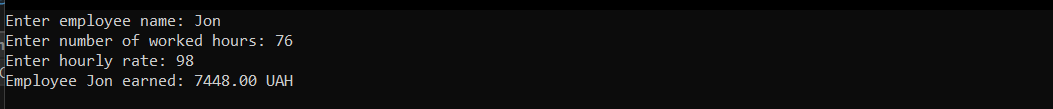 Enter employee name: Jon
Enter number of worked hours: 76
Enter hourly rate: 98
Employee Jon earned: 7448.00 UAH